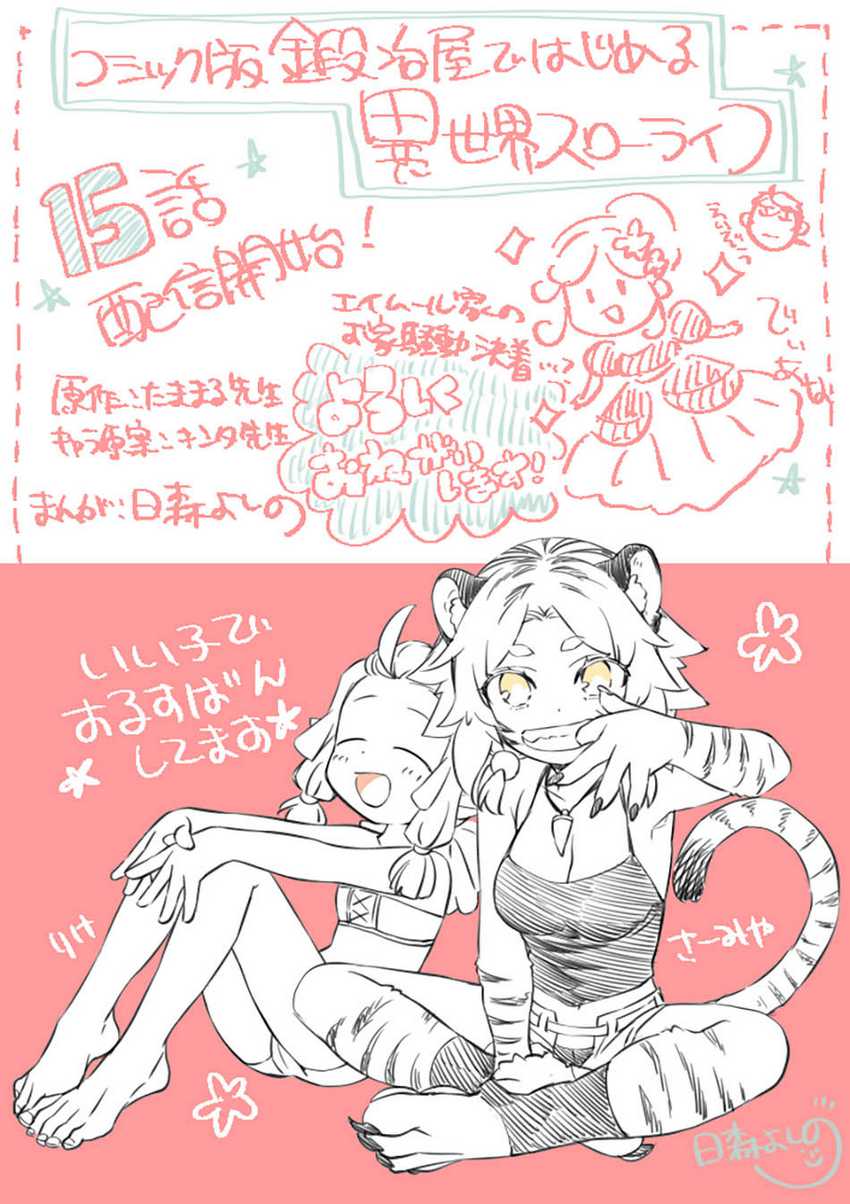 コミック版 鍛冶屋ではじめる
異世界スローライフ
15話
配信開始!
エイムール家の
お家騒動決着
原作:たままる先生
キャラ原案:キンタ先生
まんが:日森よしの
よろしく
おねがい
します!
でぃあな
いい子で
おるすばん
してます
りけ
さーみゃ
日森よしの